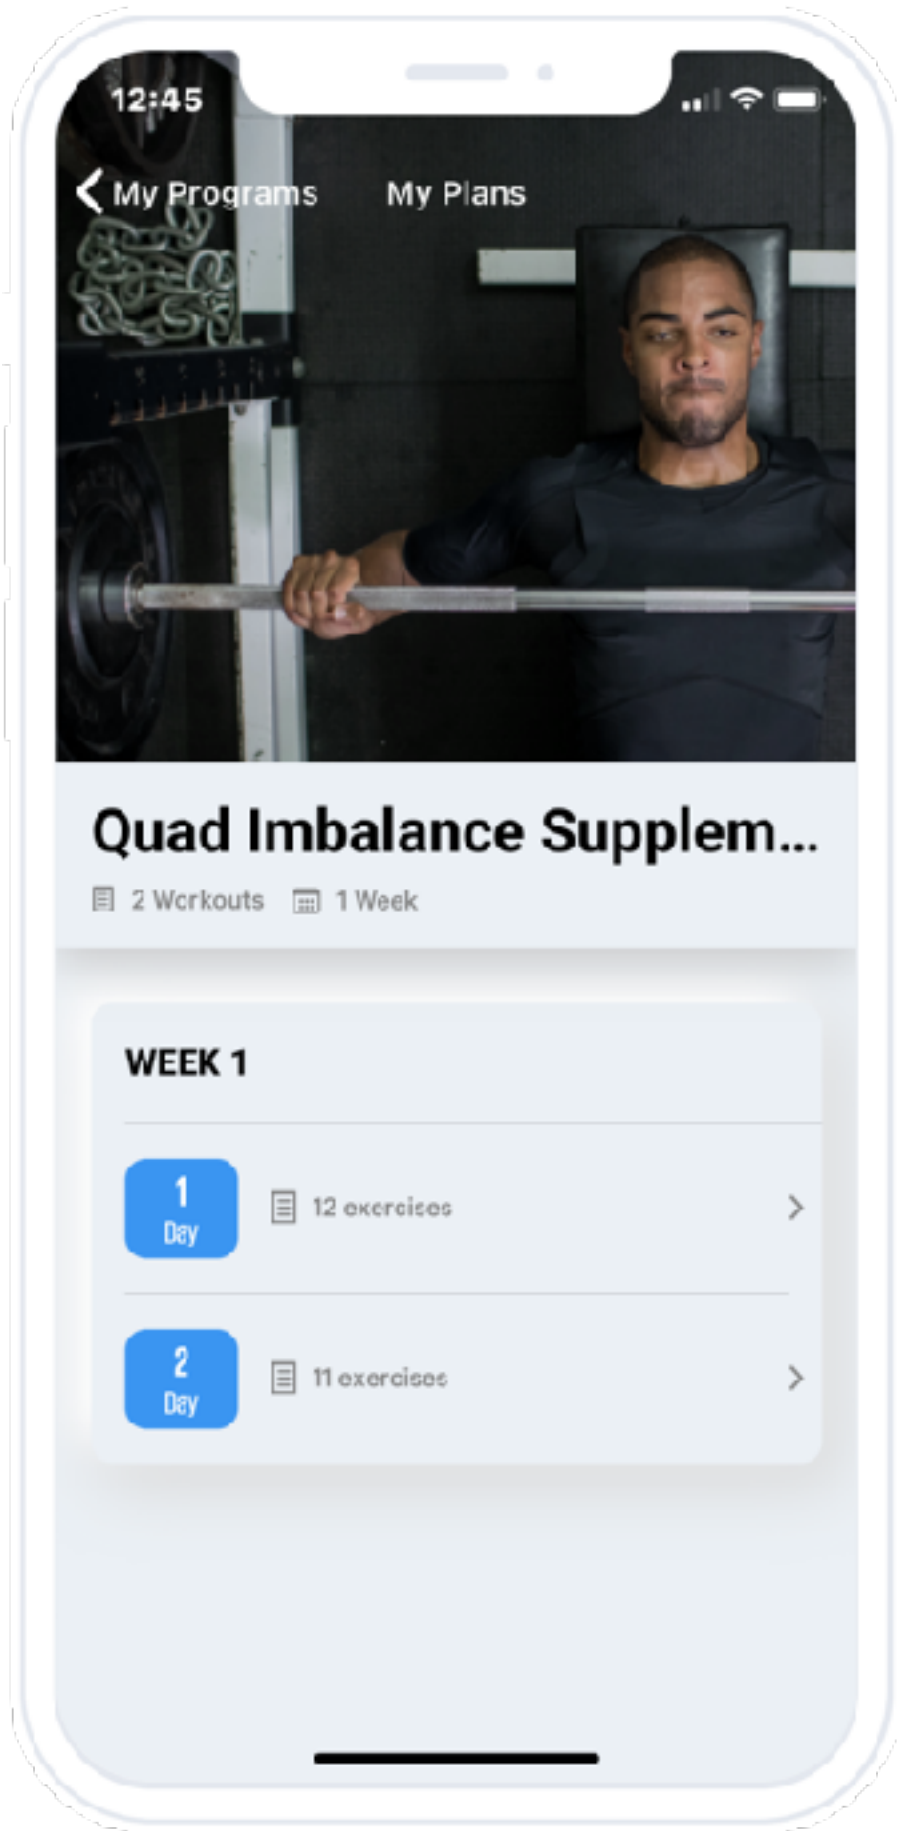 12:45
My Programs My Plans
Quad Imbalance Supplem...
2 Workouts 1 Week
WEEK 1
1
Day
12 exercises
2
Day
11 exercises